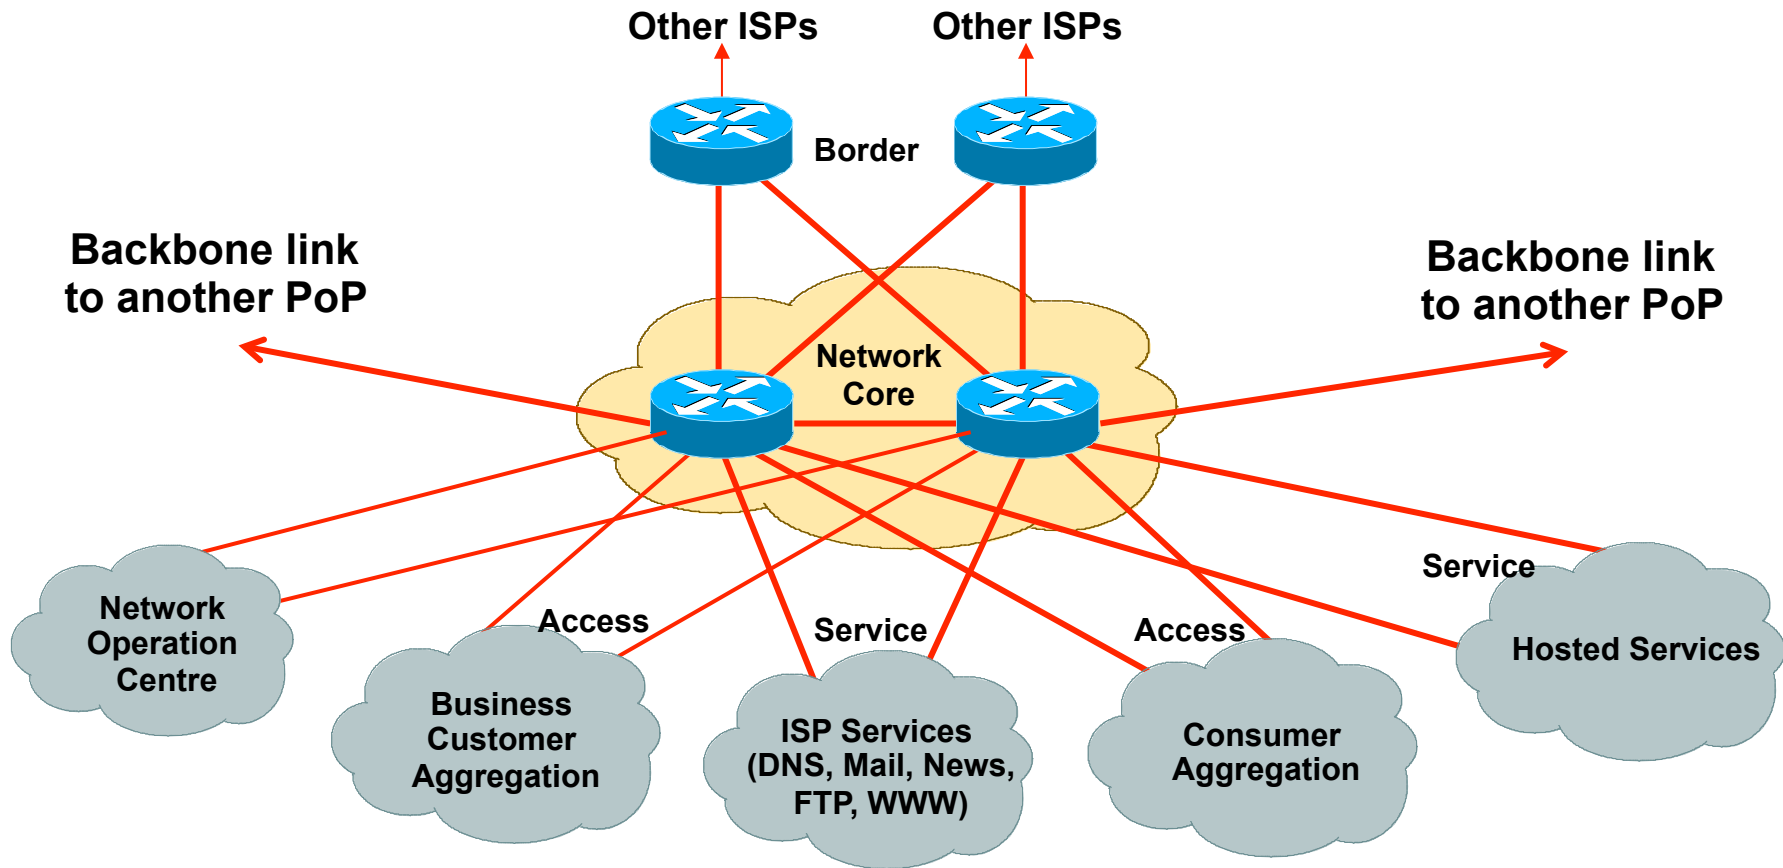 Other ISPs
Other ISPs
Border
Backbone link
to another PoP
Backbone link
to another PoP
Network
Core
Service
Network
Operation
Centre
Access
Service
Access
Hosted Services
Business
Customer
Aggregation
ISP Services
(DNS, Mail, News,
FTP, WWW)
Consumer
Aggregation